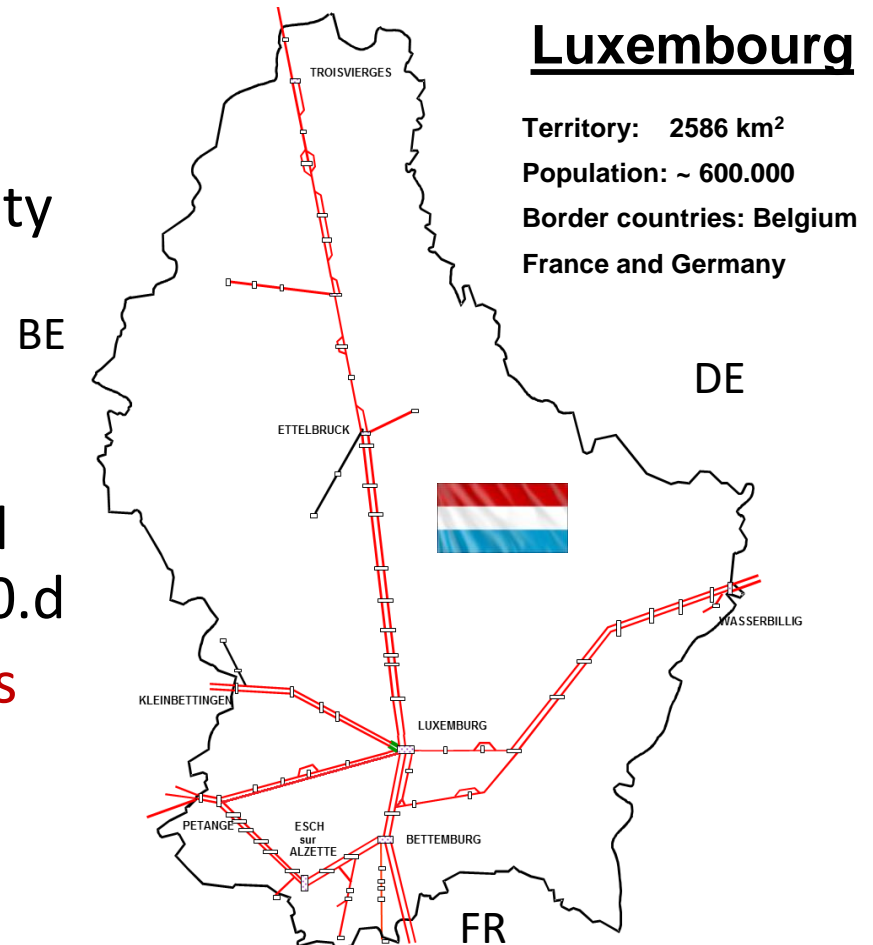 Luxembourg
Territory: 2586 km²
Population: ~ 600.000
Border countries: Belgium
France and Germany
TROISVIERGES
ty
BE
DE
ETTELBRUCK
l
0.d
s
WASSERBILLIG
KLEINBETTINGEN
LUXEMBURG
PETANGE
ESCH
sur
ALZETTE
BETTEMBURG
FR